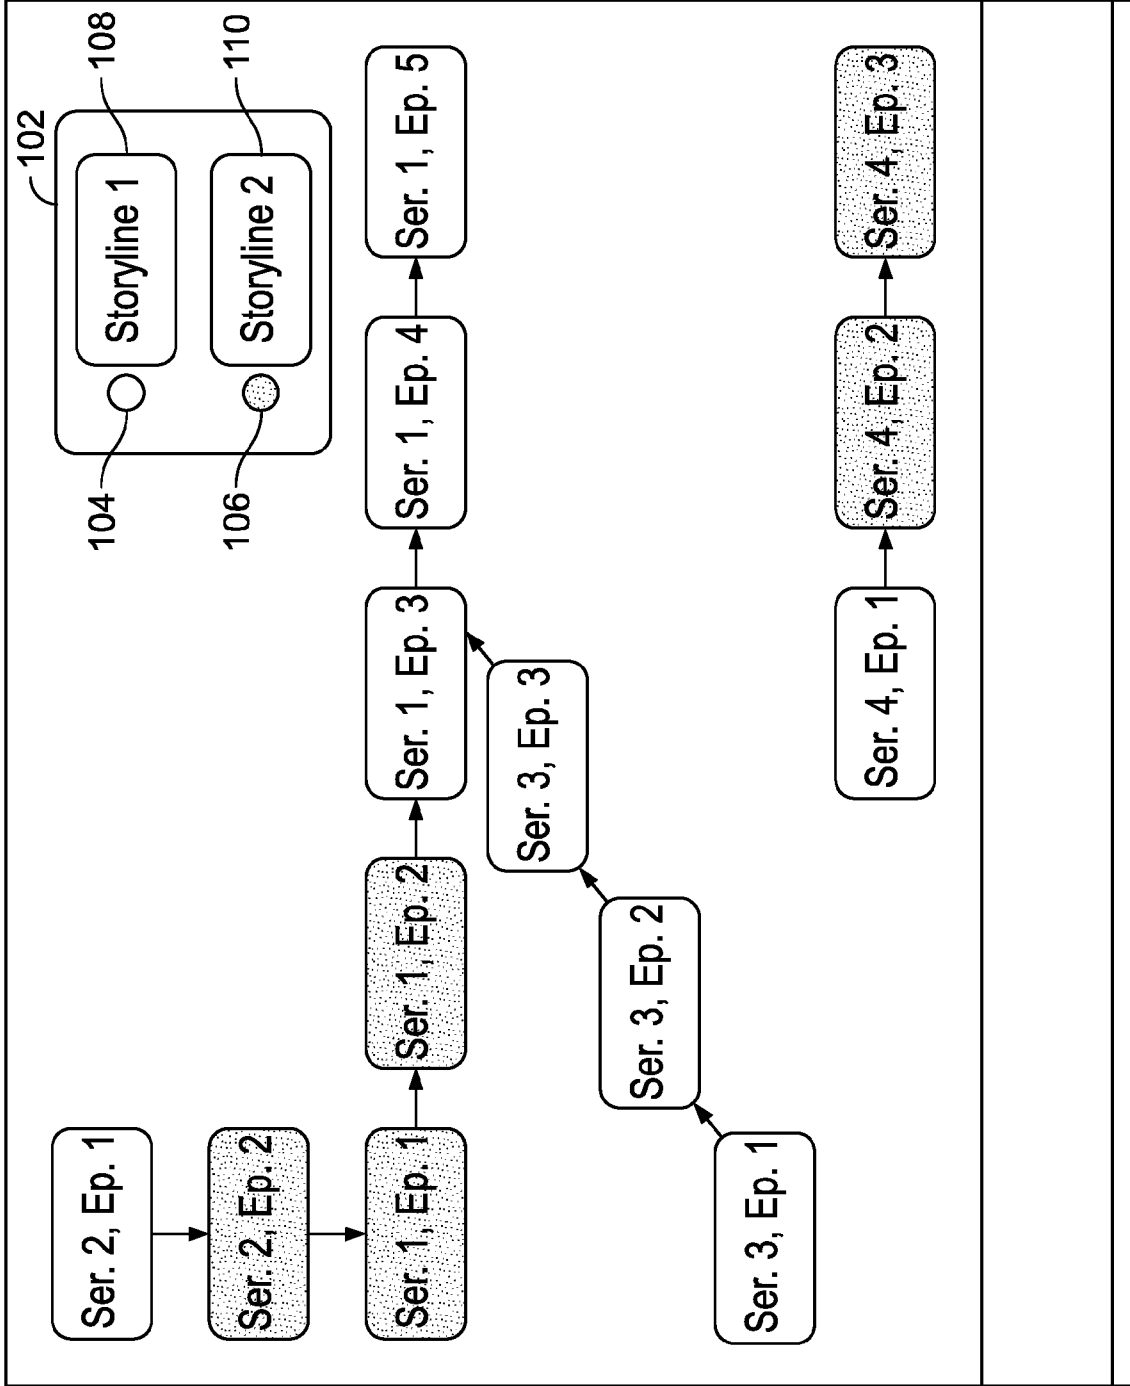 102
104
Storyline 1
108
106
Storyline 2
110
Ser. 2, Ep. 1
Ser. 2, Ep. 2
Ser. 1, Ep. 1
Ser. 1, Ep. 2
Ser. 1, Ep. 3
Ser. 1, Ep. 4
Ser. 1, Ep. 5
Ser. 3, Ep. 3
Ser. 3, Ep. 2
Ser. 3, Ep. 1
Ser. 4, Ep. 1
Ser. 4, Ep. 2
Ser. 4, Ep. 3